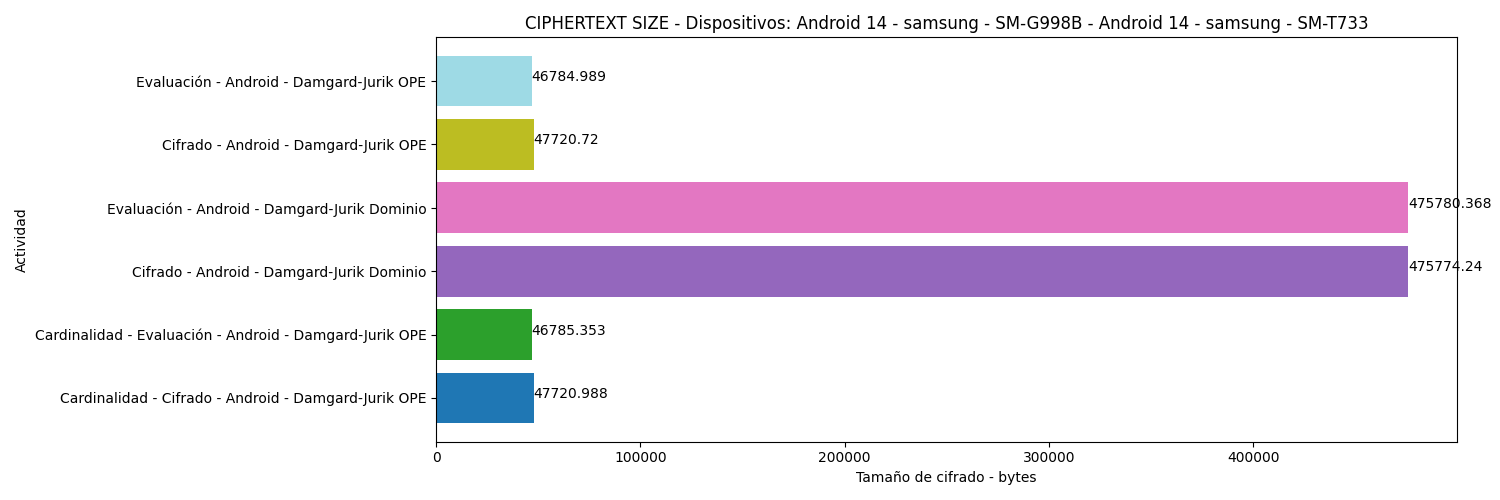 CIPHERTEXT SIZE - Dispositivos: Android 14 - samsung - SM-G998B - Android 14 - samsung - SM-T733
Actividad
Evaluación - Android - Damgard-Jurik OPE
46784.989
Cifrado - Android - Damgard-Jurik OPE
47720.72
Evaluación - Android - Damgard-Jurik Dominio
475780.368
Cifrado - Android - Damgard-Jurik Dominio
475774.24
Cardinalidad - Evaluación - Android - Damgard-Jurik OPE
46785.353
Cardinalidad - Cifrado - Android - Damgard-Jurik OPE
47720.988
0 100000 200000 300000 400000
Tamaño de cifrado - bytes